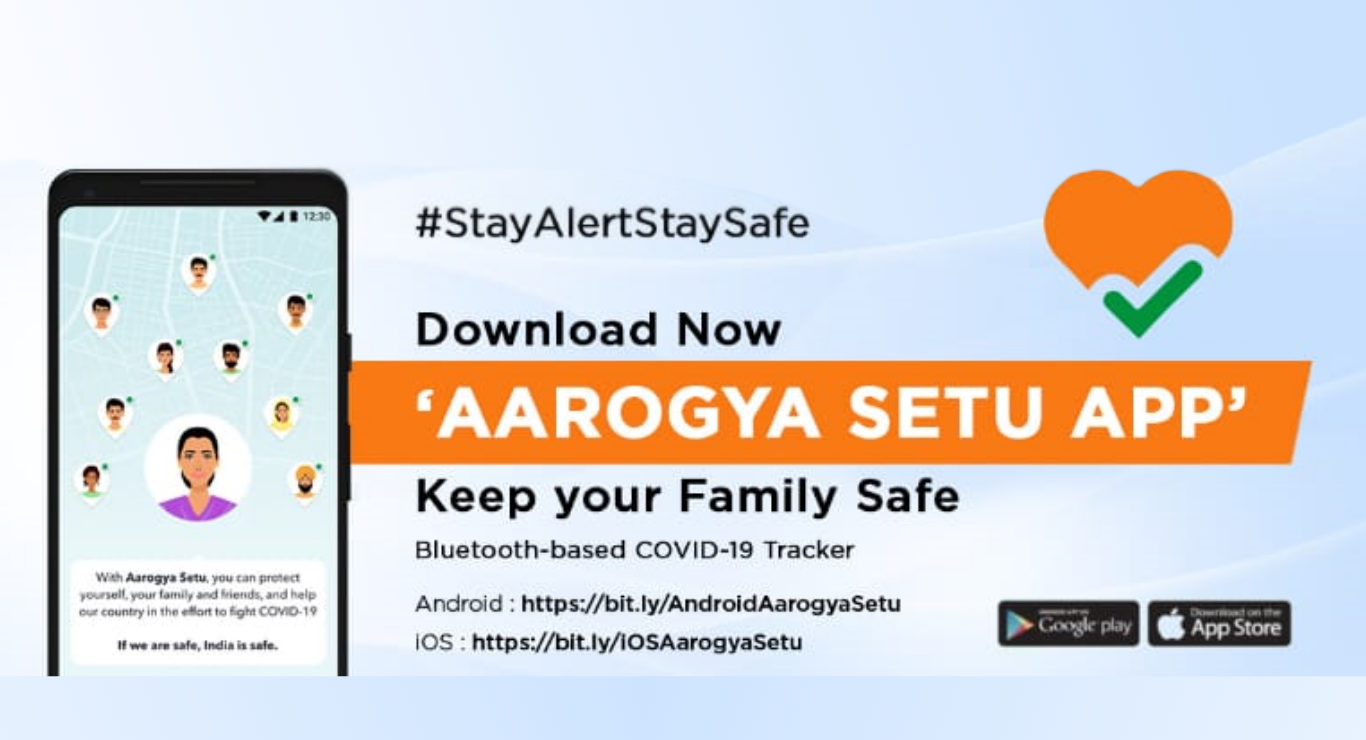 12:30
#StayAlertStaySafe
Download Now
‘AAROGYA SETU APP’
Keep your Family Safe
Bluetooth-based COVID-19 Tracker
Android : https://bit.ly/AndroidAarogyaSetu
iOS : https://bit.ly/iOSAarogyaSetu
With Aarogya Setu, you can protect
yourself, your family and friends, and help
our country in the effort to fight COVID-19
If we are safe, India is safe.
ANDROID APP ON
Google play
Download on the
App Store